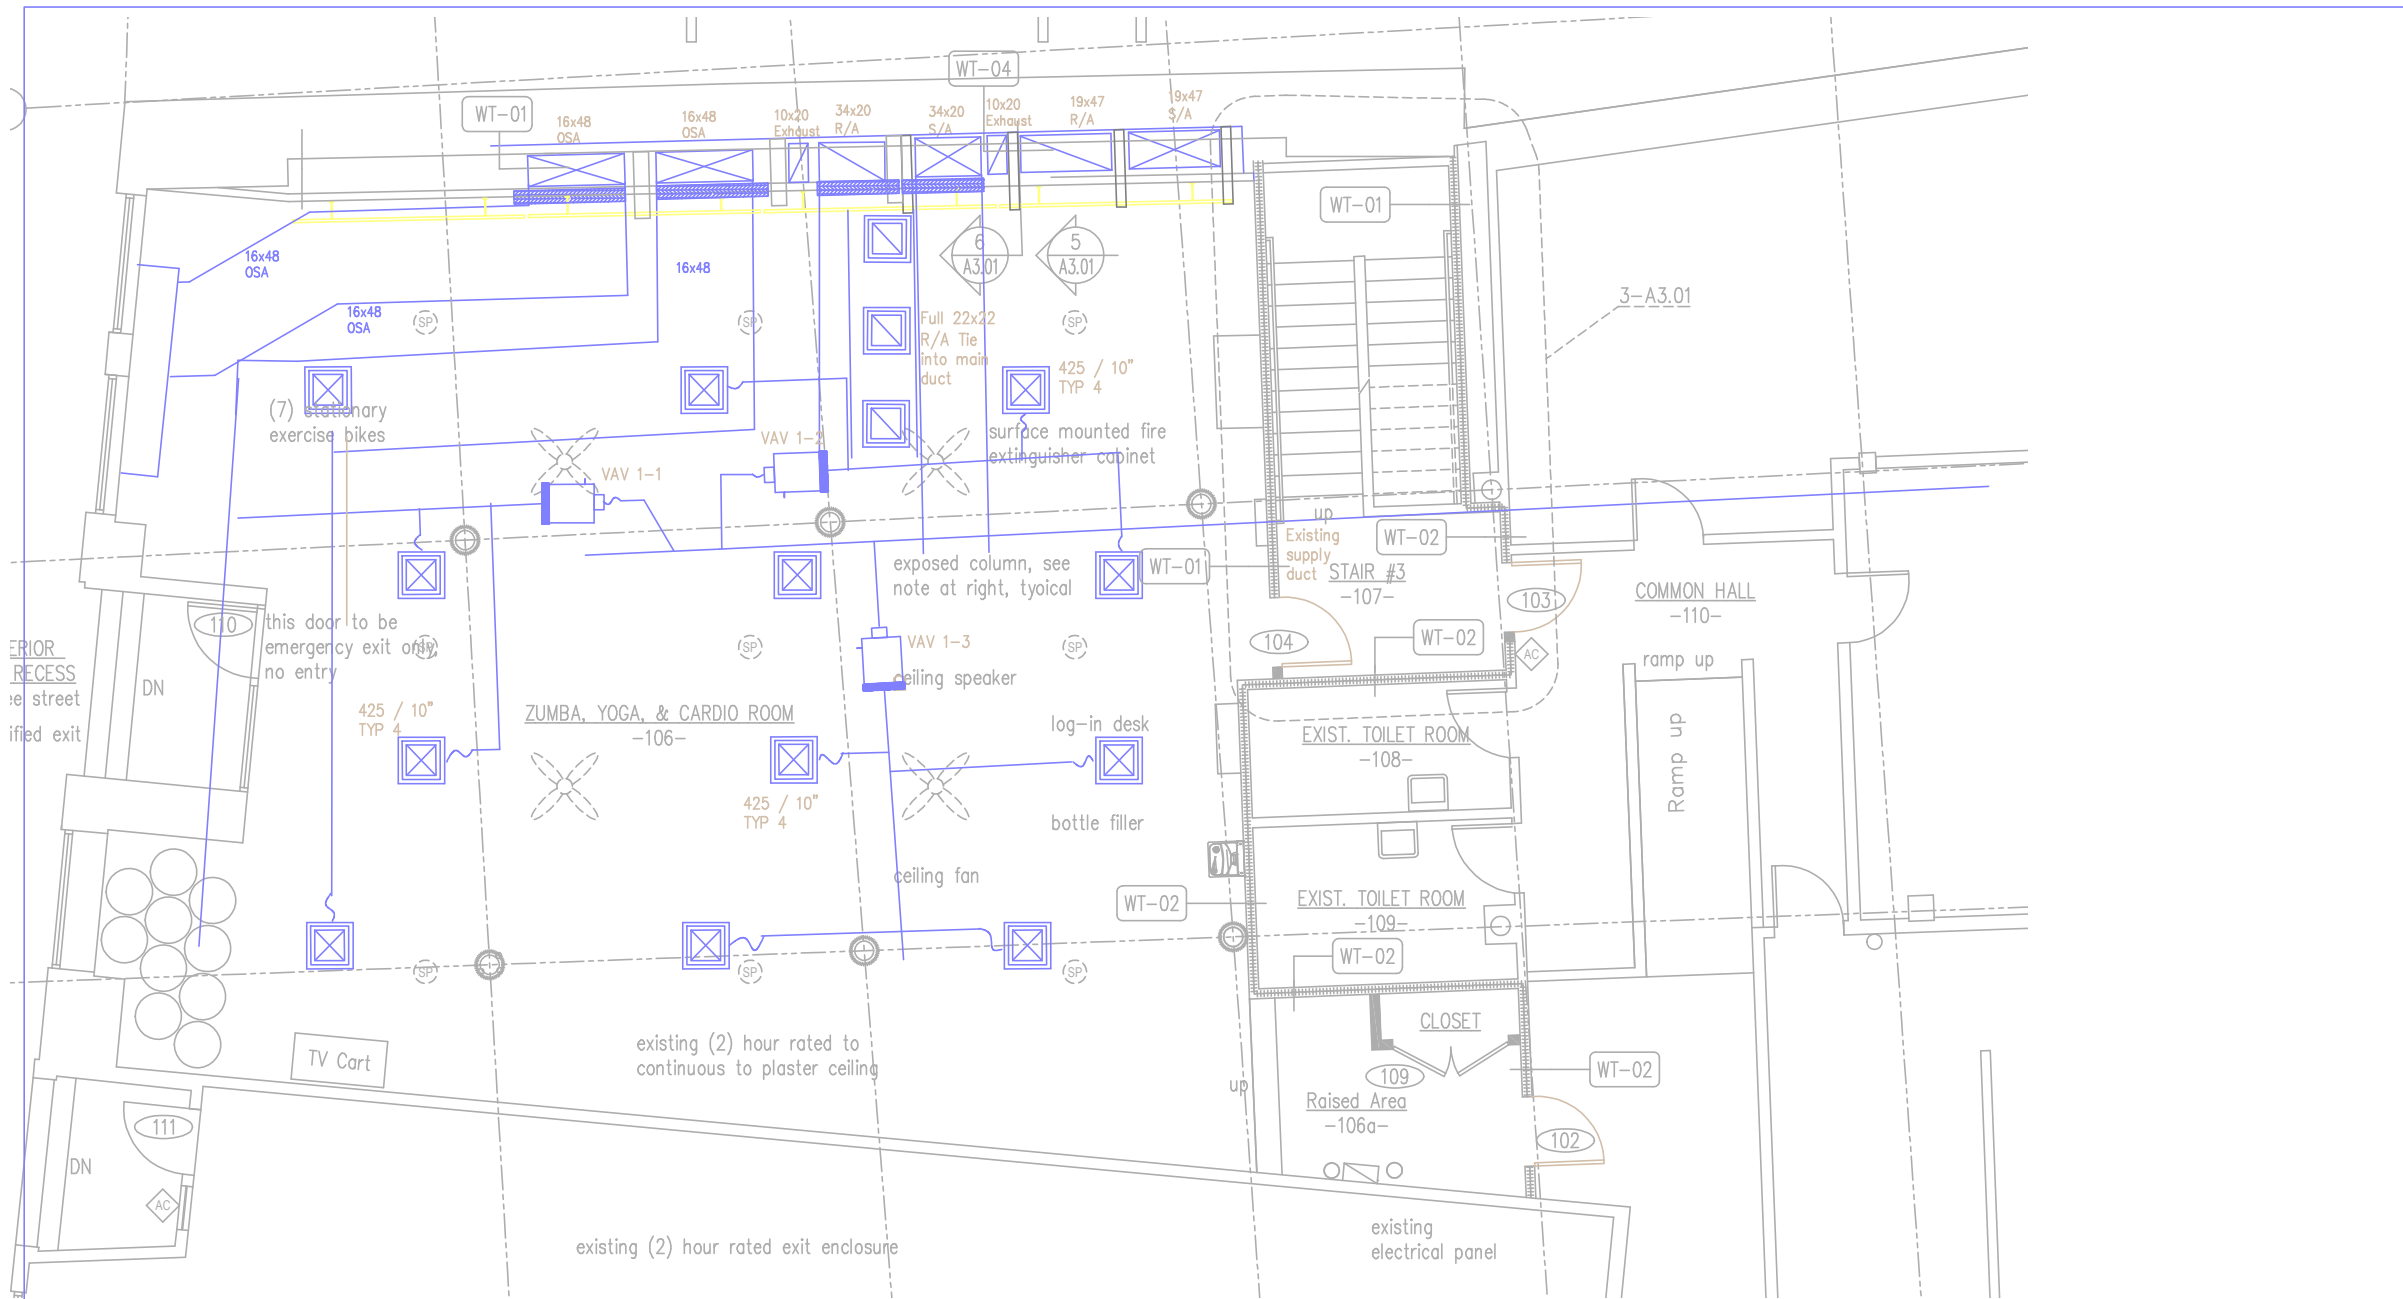 WT-04
WT-01
16x48
OSA
16x48
OSA
10x20
Exhaust
34x20
R/A
34x20
S/A
10x20
Exhaust
19x47
R/A
19x47
S/A
WT-01
6
A3.01
5
A3.01
16x48
OSA
16x48
16x48
OSA
3-A3.01
SP
SP
SP
Full 22x22
R/A Tie
into main
duct
425 / 10"
TYP 4
(7) stationary
exercise bikes
VAV 1-2
VAV 1-1
surface mounted fire
extinguisher cabinet
up
WT-02
Existing
supply
duct
WT-01
exposed column, see
note at right, tyoical
STAIR #3
-107-
103
COMMON HALL
-110-
110
this door to be
emergency exit only,
no entry
SP
SP
SP
VAV 1-3
ceiling speaker
104
WT-02
AC
ramp up
ERIOR
RECESS
ee street
ified exit
DN
425 / 10"
TYP 4
ZUMBA, YOGA, & CARDIO ROOM
-106-
log-in desk
EXIST. TOILET ROOM
-108-
Ramp up
425 / 10"
TYP 4
bottle filler
ceiling fan
WT-02
EXIST. TOILET ROOM
-109-
WT-02
SP
SP
SP
TV Cart
existing (2) hour rated to
continuous to plaster ceiling
CLOSET
109
WT-02
up
Raised Area
-106a-
111
102
DN
AC
existing (2) hour rated exit enclosure
existing
electrical panel